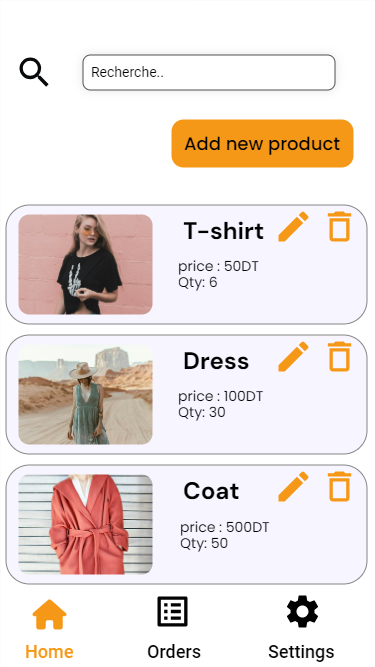 Recherche..
Add new product
T-shirt
price : 50DT
Qty: 6
Dress
price : 100DT
Qty: 30
Coat
price : 500DT
Qty: 50
Home
Orders
Settings